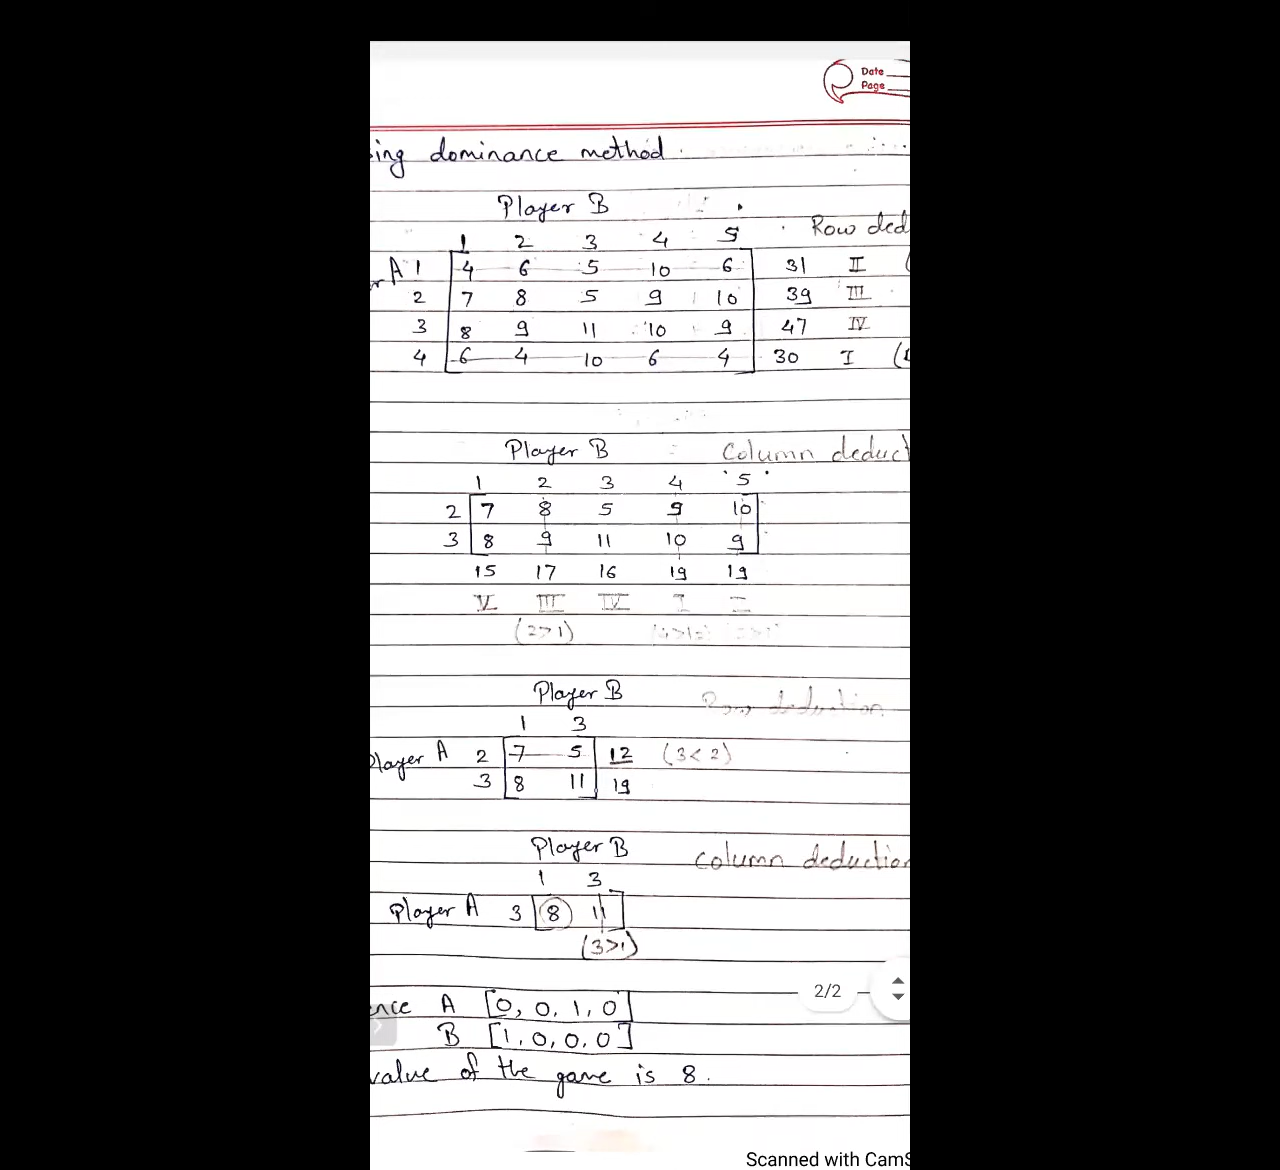 Date
Page
ing dominance method.
Player B
Row ded
1 2 3 4 5
A 1 4 6 5 10 6 31 II (
2 7 8 5 9 10 39 III
3 8 9 11 10 9 47 IV
4 6 4 10 6 4 30 I (
Player B Column deduct
1 2 3 4 5
2 7 8 5 9 10
3 8 9 11 10 9
15 17 16 19 19
V III IV I
(2>1)
Player B Row deduction
1 3
Player A 2 7 5 12 (3<2)
3 8 11 19
Player B Column deduction
1 3
Player A 3 8 11
(3>1)
2/2
ence A [0, 0, 1, 0]
B [1, 0, 0, 0]
value of the game is 8.
Scanned with CamS